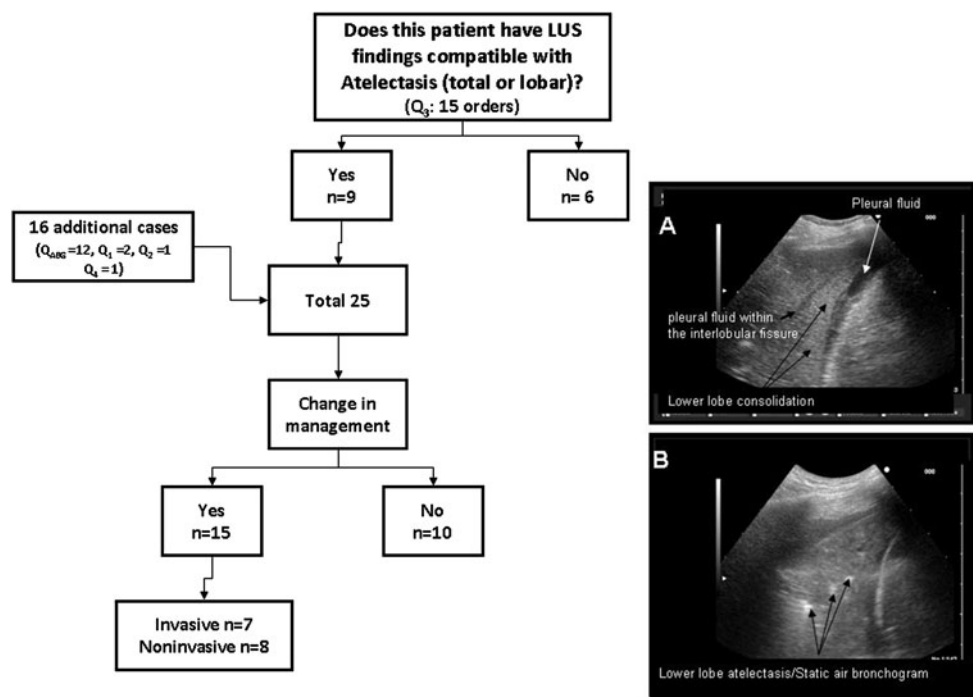 Does this patient have LUS
findings compatible with
Atelectasis (total or lobar)?
(Q3: 15 orders)
Yes
n=9
No
n= 6
16 additional cases
(QABG =12, Q1 =2, Q2 =1
Q4 =1)
Total 25
Change in
management
Yes
n=15
No
n=10
Invasive n=7
Noninvasive n=8
A
Pleural fluid
pleural fluid within
the interlobular fissure
Lower lobe consolidation
B
Lower lobe atelectasis/Static air bronchogram